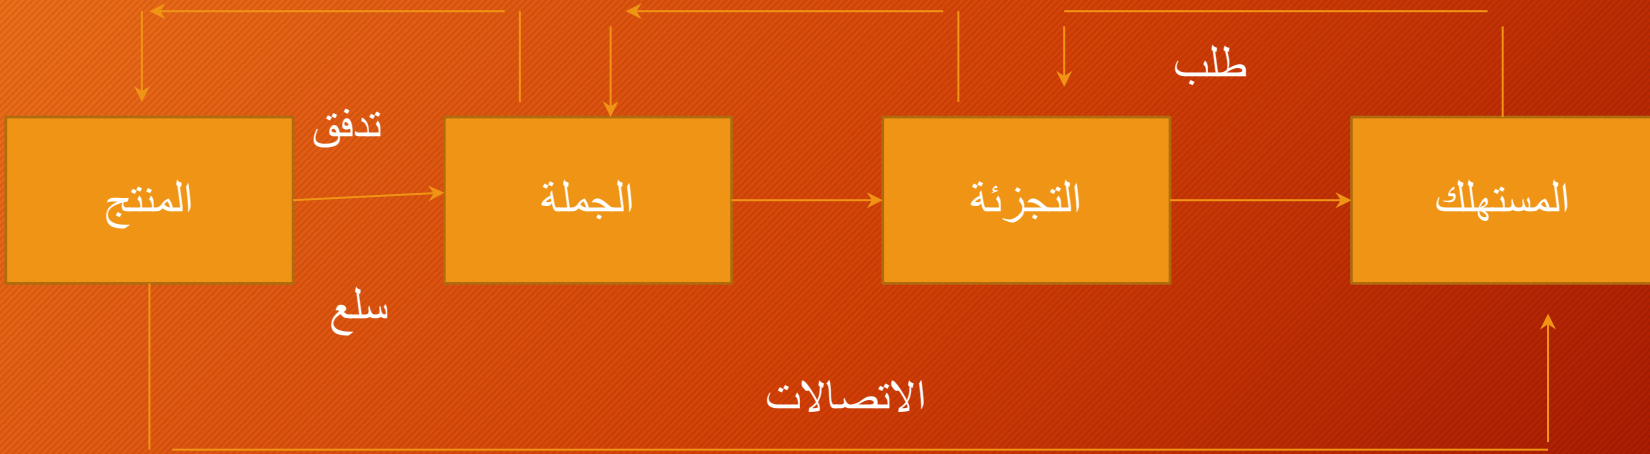 طلب
تدفق
المنتج
الجملة
التجزئة
المستهلك
سلع
الاتصالات